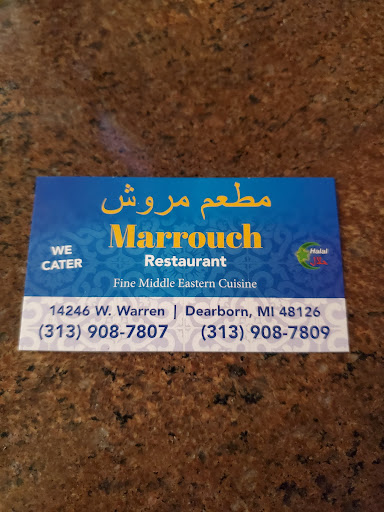 مطعم مروش
Marrouch
Restaurant
WE
CATER
Halal
حلال
Fine Middle Eastern Cuisine
14246 W. Warren | Dearborn, MI 48126
(313) 908-7807 (313) 908-7809